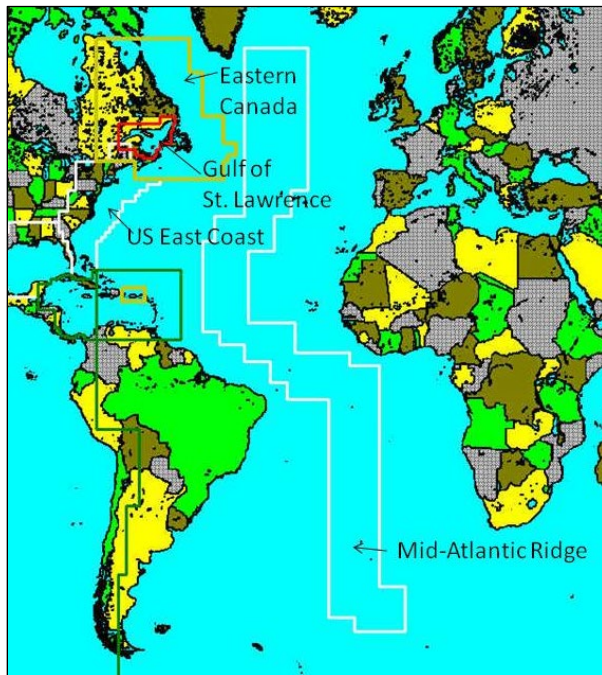 Eastern
Canada
Gulf of
St. Lawrence
US East Coast
Mid-Atlantic Ridge